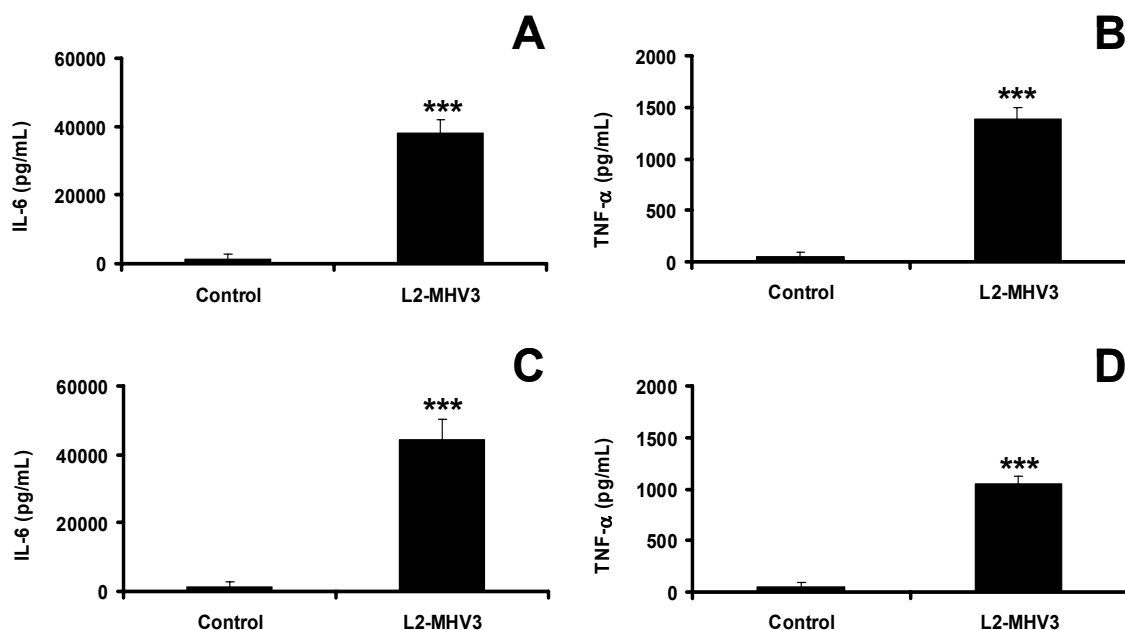 A
60000
40000
20000
0
IL-6 (pg/mL)
***
Control
L2-MHV3
B
2000
1500
1000
500
0
TNF-α (pg/mL)
***
Control
L2-MHV3
C
60000
40000
20000
0
IL-6 (pg/mL)
***
Control
L2-MHV3
D
2000
1500
1000
500
0
TNF-α (pg/mL)
***
Control
L2-MHV3